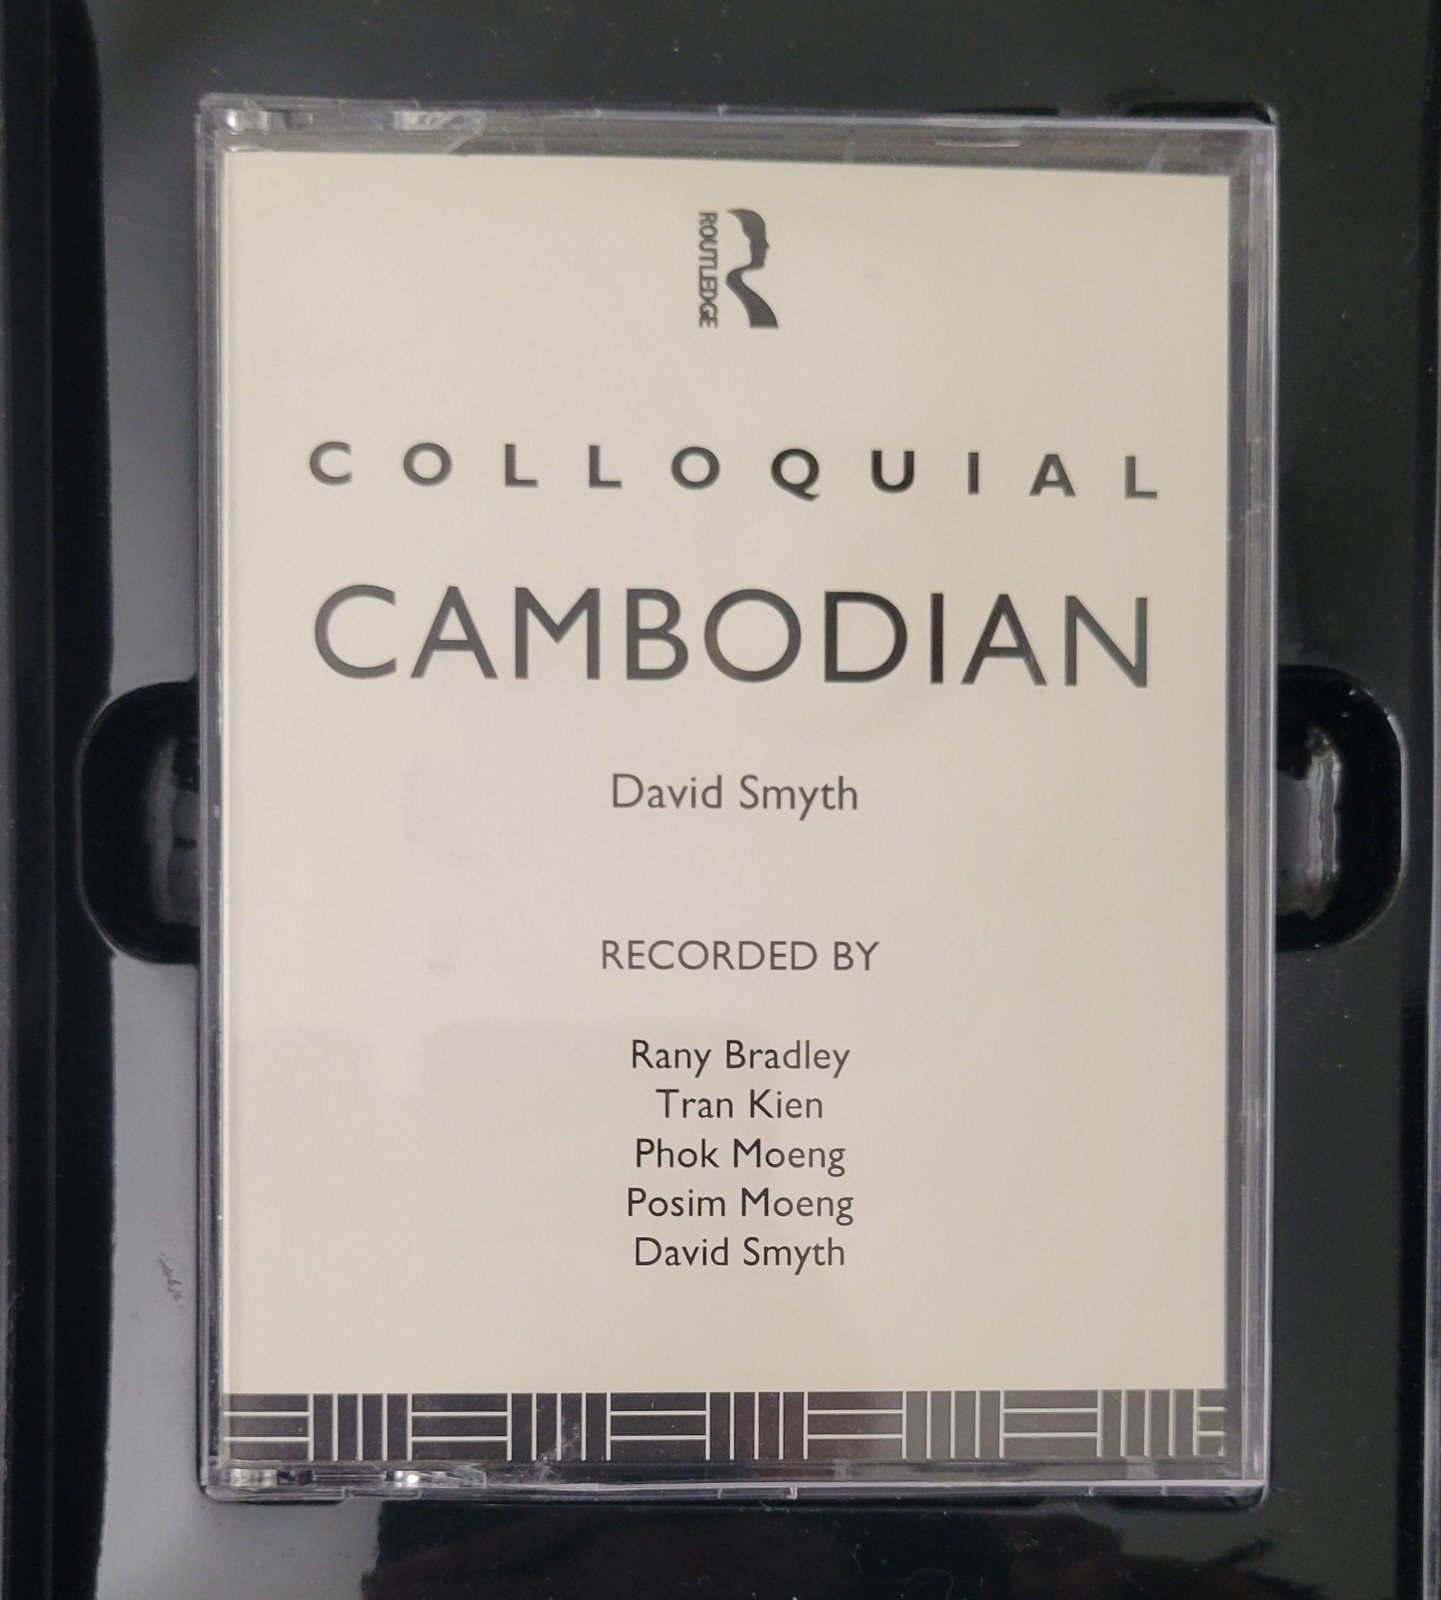 ROUTLEDGE
COLLOQUIAL
CAMBODIAN
David Smyth
RECORDED BY
Rany Bradley
Tran Kien
Phok Moeng
Posim Moeng
David Smyth